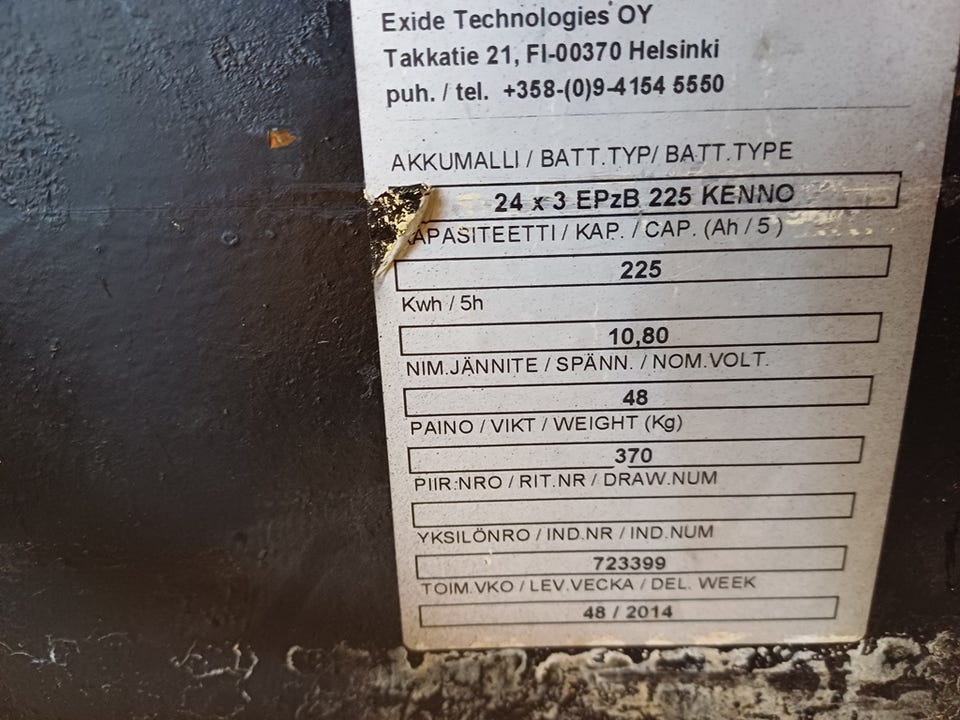 Exide Technologies OY
Takkatie 21, FI-00370 Helsinki
puh. / tel. +358-(0)9-4154 5550
AKKUMALLI / BATT.TYP/ BATT.TYPE
24 x 3 EPzB 225 KENNO
KAPASITEETTI / KAP. / CAP. (Ah / 5 )
225
Kwh / 5h
10,80
NIM.JÄNNITE / SPÄNN. / NOM.VOLT.
48
PAINO / VIKT / WEIGHT (Kg)
370
PIIR.NRO / RIT.NR / DRAW.NUM
YKSILÖNRO / IND.NR / IND.NUM
723399
TOIM.VKO / LEV.VECKA / DEL. WEEK
48 / 2014